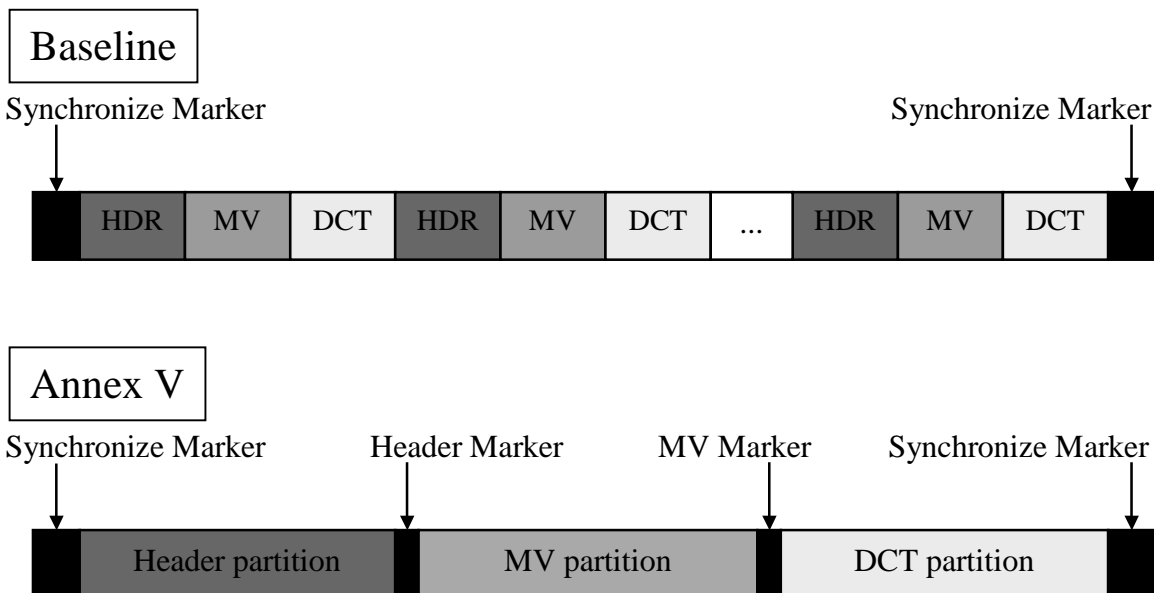 Baseline
Synchronize Marker Synchronize Marker
HDR MV DCT HDR MV DCT ... HDR MV DCT
Annex V
Synchronize Marker Header Marker MV Marker Synchronize Marker
Header partition MV partition DCT partition